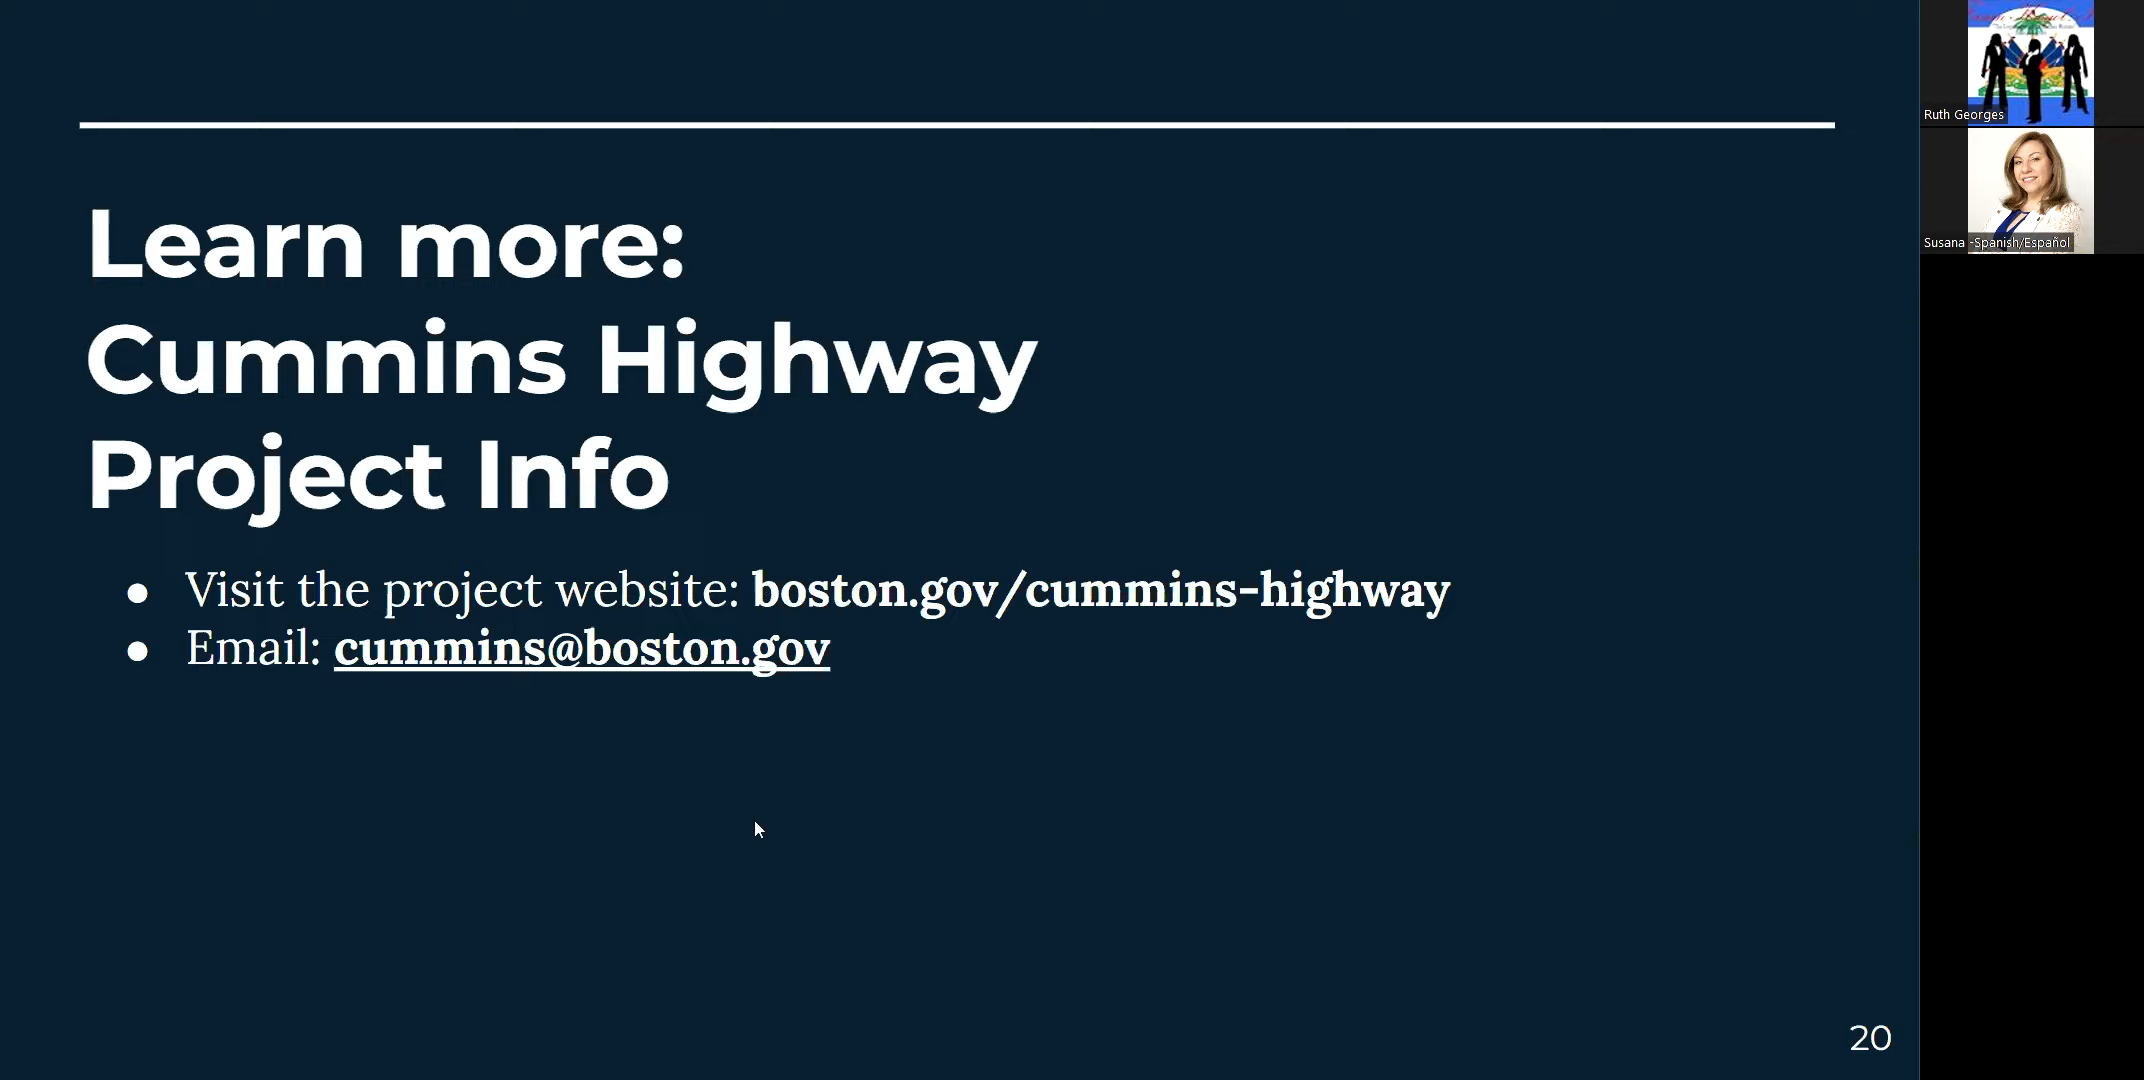 Learn more:
Cummins Highway
Project Info
● Visit the project website: boston.gov/cummins-highway
● Email: cummins@boston.gov
20
Ruth Georges
Susana -Spanish/Español